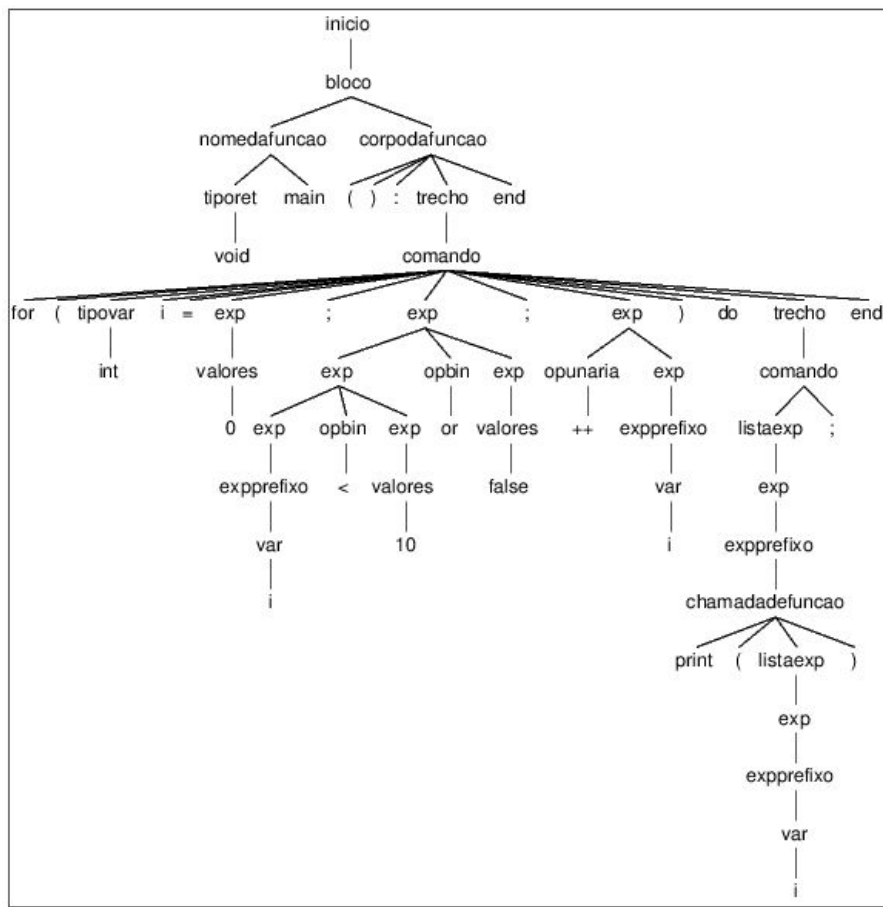 inicio
bloco
nomedafuncao corpodafuncao
tiporet main ( ) : trecho end
void comando
for ( tipovar i = exp ; exp ; exp ) do trecho end
int valores exp opbin exp opunaria exp comando
0 exp opbin exp or valores ++ expprefixo listaexp ;
expprefixo < valores false var exp
var 10 i expprefixo
i chamadadefuncao
print ( listaexp )
exp
expprefixo
var
i